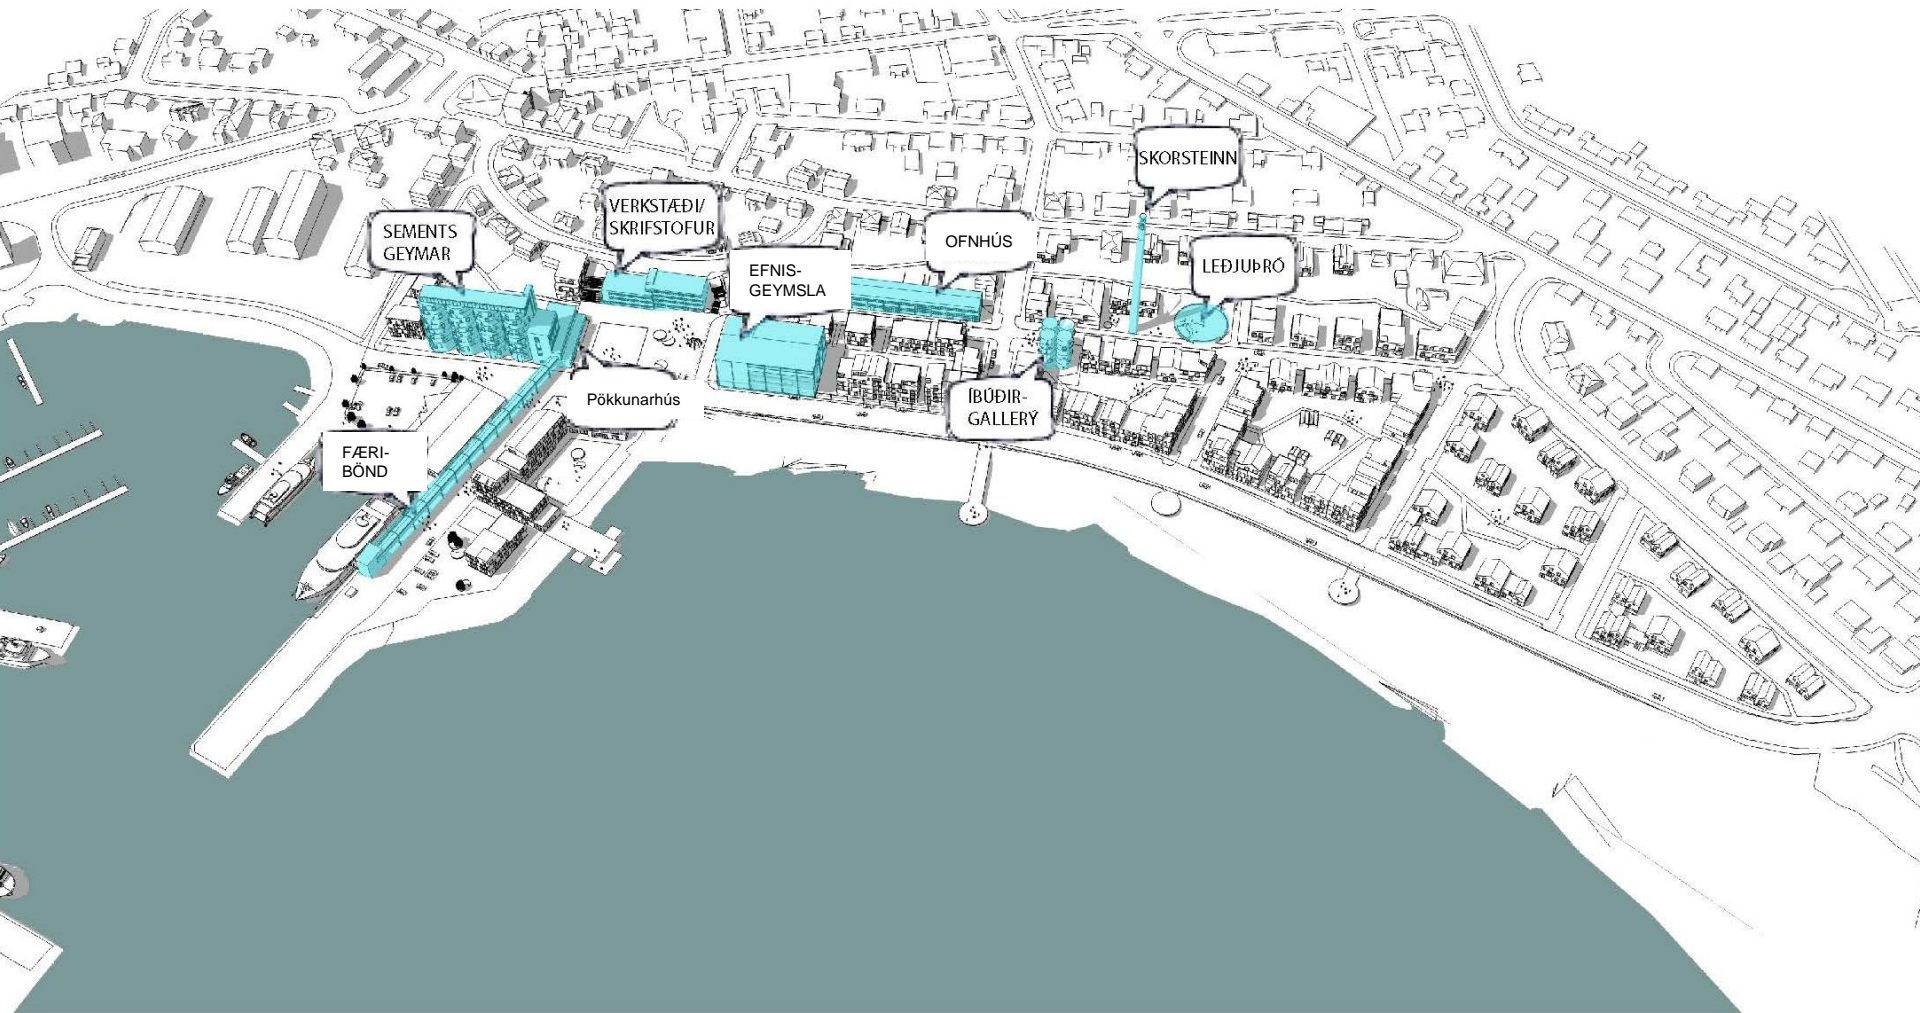 SKORSTEINN
VERKSTÆÐI/
SKRIFSTOFUR
SEMENTS
GEYMAR
OFNHÚS
LEÐJUÞRÓ
EFNIS-
GEYMSLA
Pökkunarhús
ÍBÚÐIR-
GALLERÝ
FÆRI-
BÖND